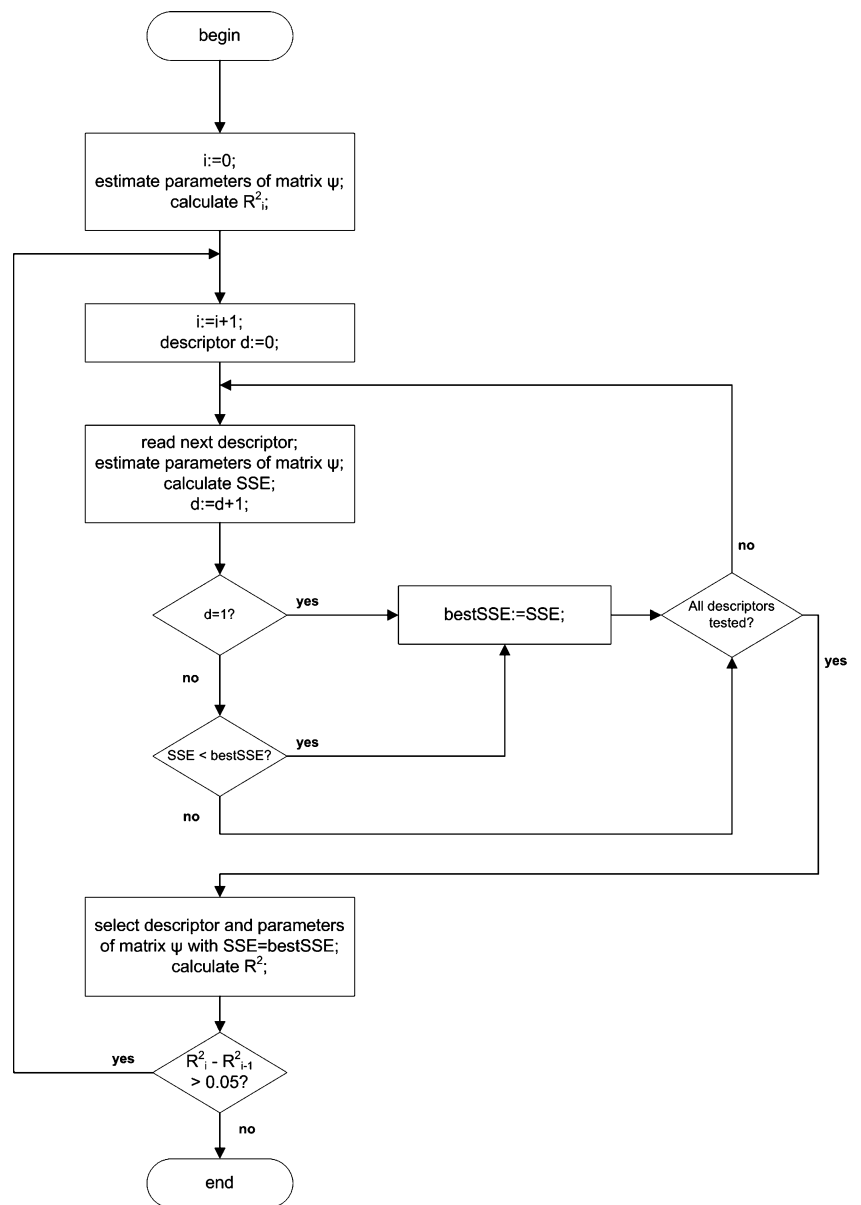 begin
i:=0;
estimate parameters of matrix ψ;
calculate R²ᵢ;
i:=i+1;
descriptor d:=0;
read next descriptor;
estimate parameters of matrix ψ;
calculate SSE;
d:=d+1;
d=1?
yes
no
bestSSE:=SSE;
All descriptors
tested?
no
yes
SSE < bestSSE?
yes
no
select descriptor and parameters
of matrix ψ with SSE=bestSSE;
calculate R²;
R²ᵢ - R²ᵢ₋₁
> 0.05?
yes
no
end